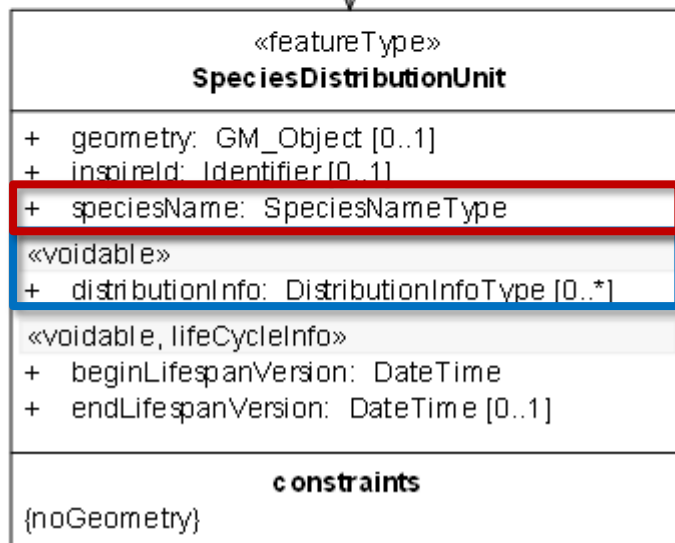 «featureType»
SpeciesDistributionUnit
+ geometry: GM_Object [0..1]
+ inspireId: Identifier [0..1]
+ speciesName: SpeciesNameType
«voidable»
+ distributionInfo: DistributionInfoType [0..*]
«voidable, lifeCycleInfo»
+ beginLifespanVersion: DateTime
+ endLifespanVersion: DateTime [0..1]
constraints
{noGeometry}